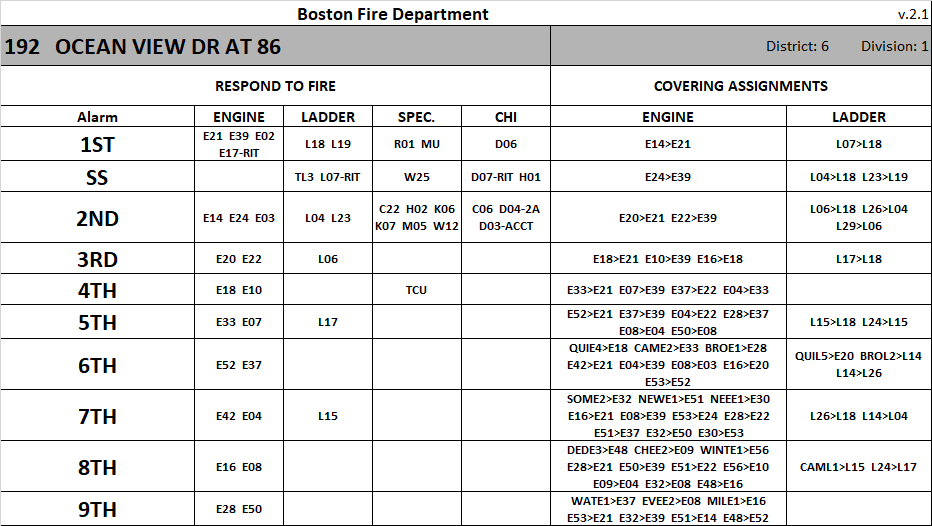 Boston Fire Department v.2.1
192 OCEAN VIEW DR AT 86 District: 6 Division: 1
RESPOND TO FIRE COVERING ASSIGNMENTS
Alarm ENGINE LADDER SPEC. CHI ENGINE LADDER
E21 E39 E02
1ST L18 L19 R01 MU D06 E14>E21 L07>L18
E17-RIT
SS TL3 L07-RIT W25 D07-RIT H01 E24>E39 L04>L18 L23>L19
C22 H02 K06 C06 D04-2A L06>L18 L26>L04
2ND E14 E24 E03 L04 L23 E20>E21 E22>E39
K07 M05 W12 D03-ACCT L29>L06
3RD E20 E22 L06 E18>E21 E10>E39 E16>E18 L17>L18
4TH E18 E10 TCU E33>E21 E07>E39 E37>E22 E04>E33
E52>E21 E37>E39 E04>E22 E28>E37
5TH E33 E07 L17 L15>L18 L24>L15
E08>E04 E50>E08
QUIE4>E18 CAME2>E33 BROE1>E28
QUIL5>E20 BROL2>L14
6TH E52 E37 E42>E21 E04>E39 E08>E03 E16>E20
L14>L26
E53>E52
SOME2>E32 NEWE1>E51 NEEE1>E30
7TH E42 E04 L15 E16>E21 E08>E39 E53>E24 E28>E22 L26>L18 L14>L04
E51>E37 E32>E50 E30>E53
DEDE3>E48 CHEE2>E09 WINTE1>E56
8TH E16 E08 E28>E21 E50>E39 E51>E22 E56>E10 CAML1>L15 L24>L17
E09>E04 E32>E08 E48>E16
WATE1>E37 EVEE2>E08 MILE1>E16
9TH E28 E50
E53>E21 E32>E39 E51>E14 E48>E52